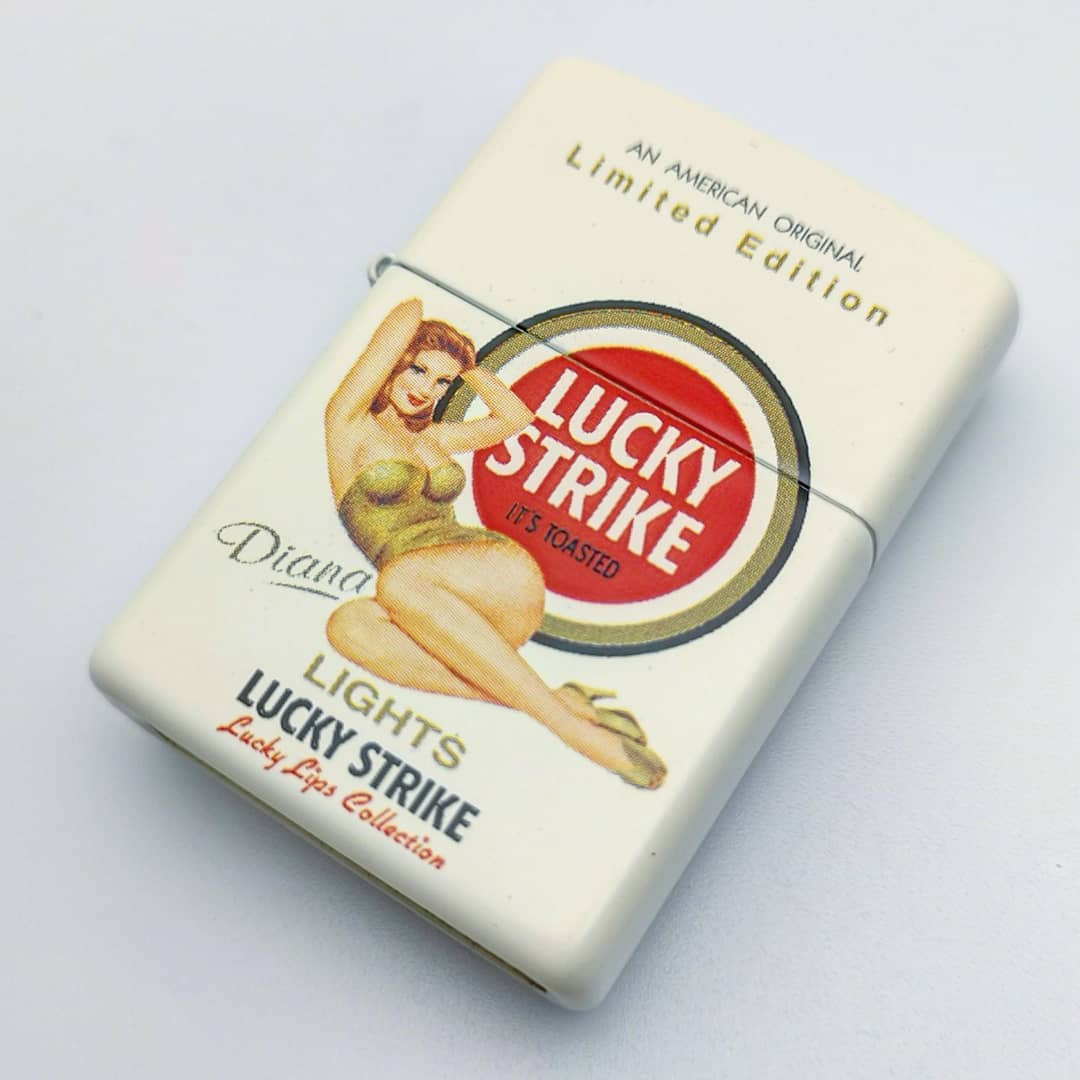 AN AMERICAN ORIGINAL
Limited Edition
LUCKY
STRIKE
IT'S TOASTED
Diana
LIGHTS
LUCKY STRIKE
Lucky Lips Collection